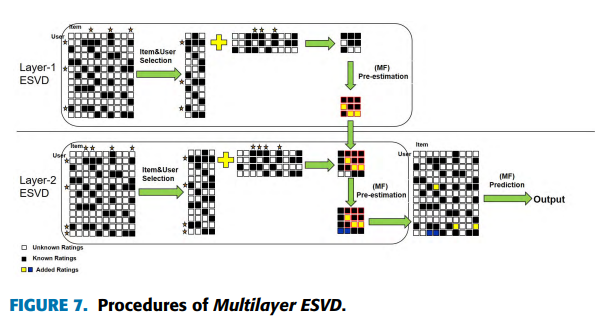 Item
User
Layer-1
ESVD
Item&User
Selection
(MF)
Pre-estimation
Item
User
Layer-2
ESVD
Item&User
Selection
(MF)
Pre-estimation
Item
User
(MF)
Prediction
Output
Unknown Ratings
Known Ratings
Added Ratings
FIGURE 7. Procedures of Multilayer ESVD.